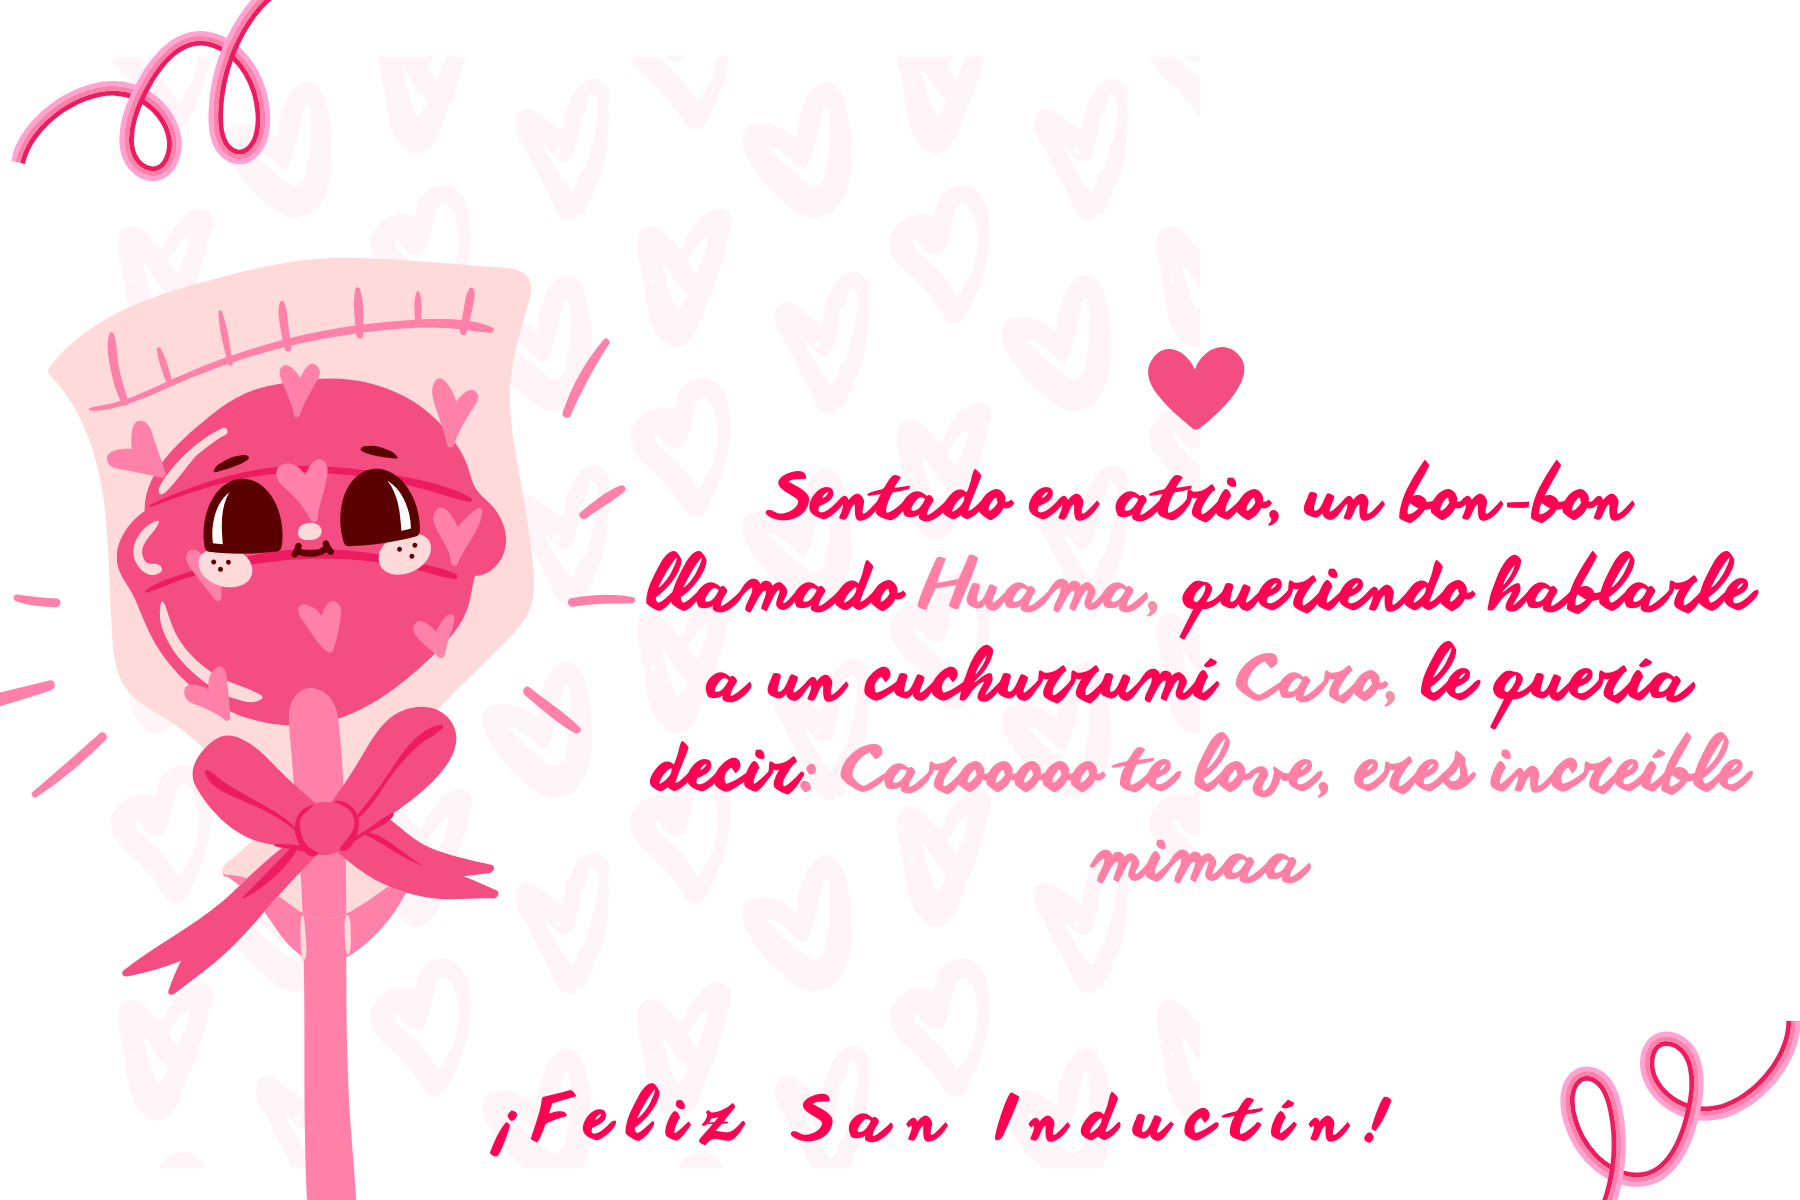 Sentado en atrio, un bon-bon
llamado Huama, queriendo hablarle
a un cuchurrumí Caro, le quería
decir: Carooooo te love, eres increíble
mimaa
¡Feliz San Inductín!